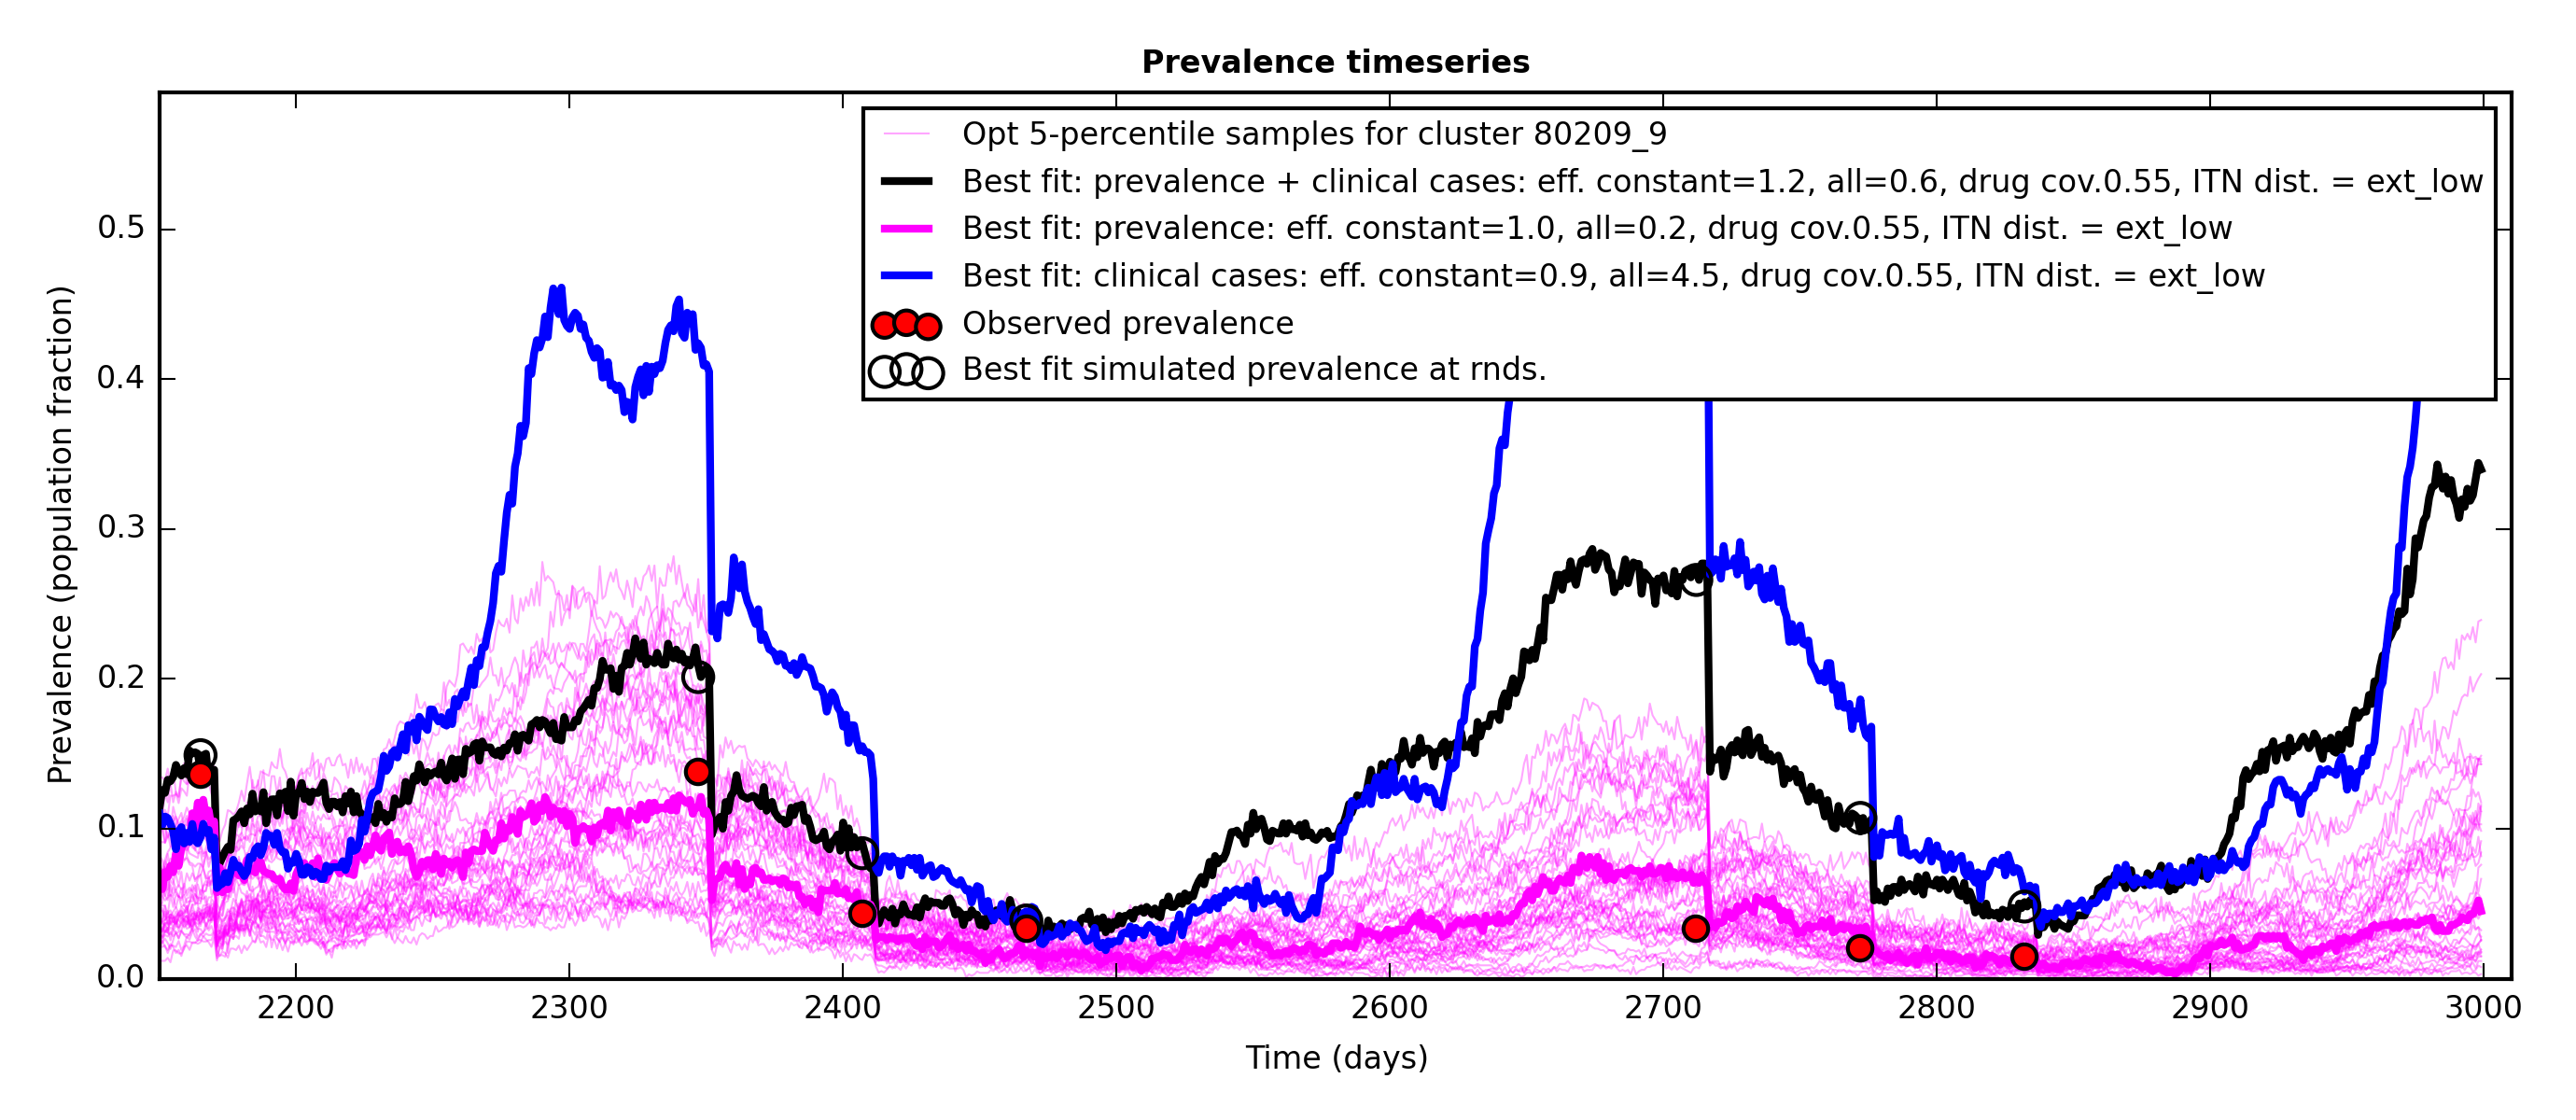 Prevalence timeseries
Opt 5-percentile samples for cluster 80209_9
Best fit: prevalence + clinical cases: eff. constant=1.2, all=0.6, drug cov.0.55, ITN dist. = ext_low
Best fit: prevalence: eff. constant=1.0, all=0.2, drug cov.0.55, ITN dist. = ext_low
Best fit: clinical cases: eff. constant=0.9, all=4.5, drug cov.0.55, ITN dist. = ext_low
Observed prevalence
Best fit simulated prevalence at rnds.
Prevalence (population fraction)
0.5
0.4
0.3
0.2
0.1
0.0
2200 2300 2400 2500 2600 2700 2800 2900 3000
Time (days)